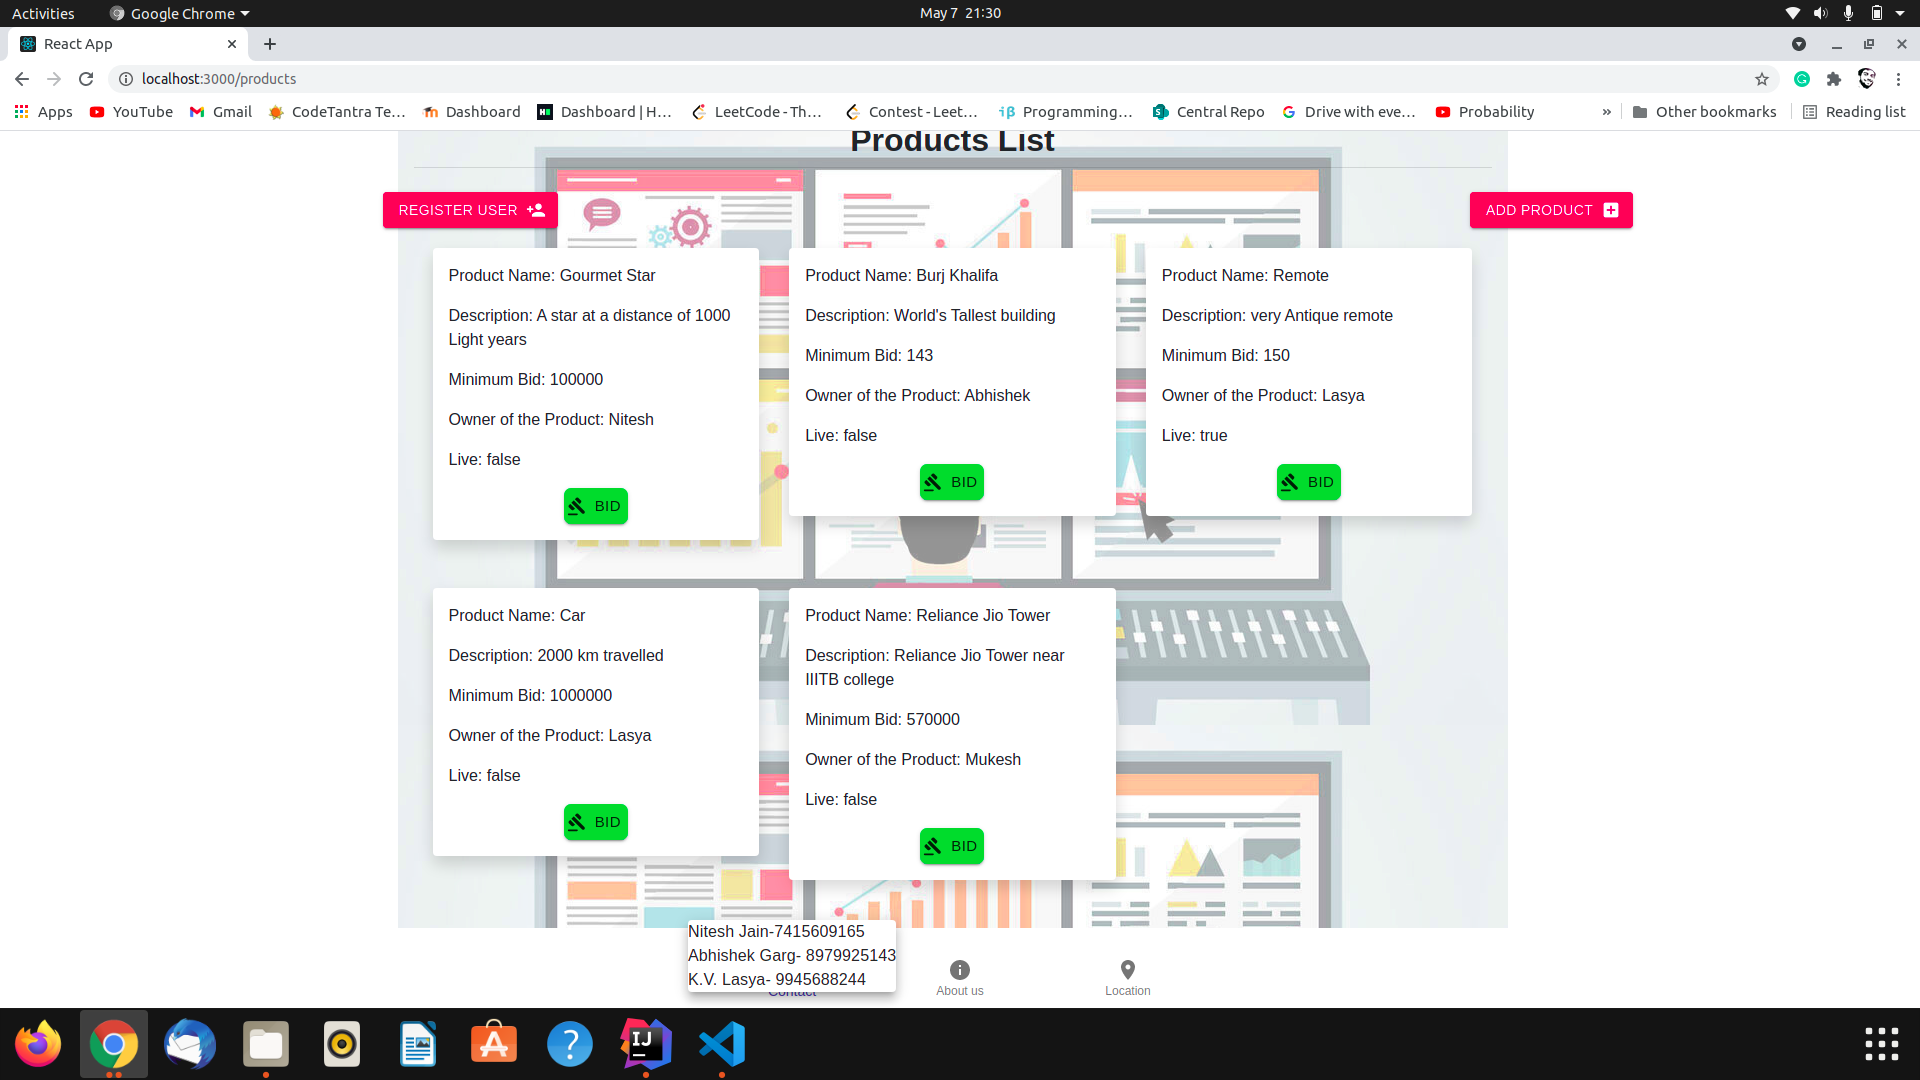 Activities
Google Chrome
May 7 21:30
React App
localhost:3000/products
Apps
YouTube
Gmail
CodeTantra Te...
Dashboard
Dashboard | H...
LeetCode - Th...
Contest - Leet...
Programming...
Central Repo
Drive with eve...
Probability
»
Other bookmarks
Reading list
Products List
REGISTER USER
ADD PRODUCT
Product Name: Gourmet Star
Description: A star at a distance of 1000
Light years
Minimum Bid: 100000
Owner of the Product: Nitesh
Live: false
BID
Product Name: Burj Khalifa
Description: World's Tallest building
Minimum Bid: 143
Owner of the Product: Abhishek
Live: false
BID
Product Name: Remote
Description: very Antique remote
Minimum Bid: 150
Owner of the Product: Lasya
Live: true
BID
Product Name: Car
Description: 2000 km travelled
Minimum Bid: 1000000
Owner of the Product: Lasya
Live: false
BID
Product Name: Reliance Jio Tower
Description: Reliance Jio Tower near
IIITB college
Minimum Bid: 570000
Owner of the Product: Mukesh
Live: false
BID
Nitesh Jain-7415609165
Abhishek Garg- 8979925143
K.V. Lasya- 9945688244
Contact
About us
Location